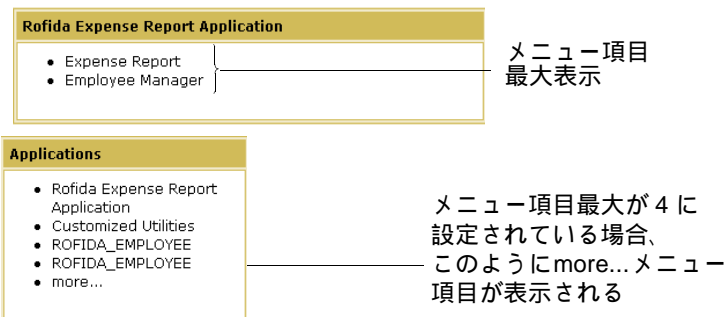 Rofida Expense Report Application
• Expense Report
• Employee Manager
メニュー項目
最大表示
Applications
• Rofida Expense Report
Application
• Customized Utilities
• ROFIDA_EMPLOYEE
• ROFIDA_EMPLOYEE
• more...
メニュー項目最大が 4 に
設定されている場合、
このようにmore...メニュー
項目が表示される